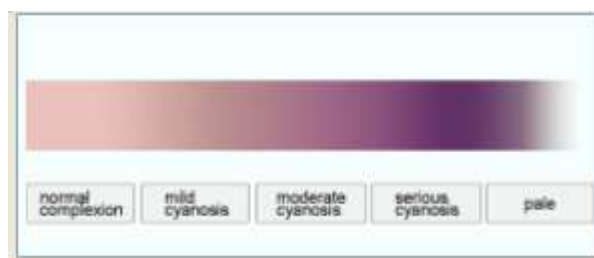 normal
complexion
mild
cyanosis
moderate
cyanosis
serious
cyanosis
pale